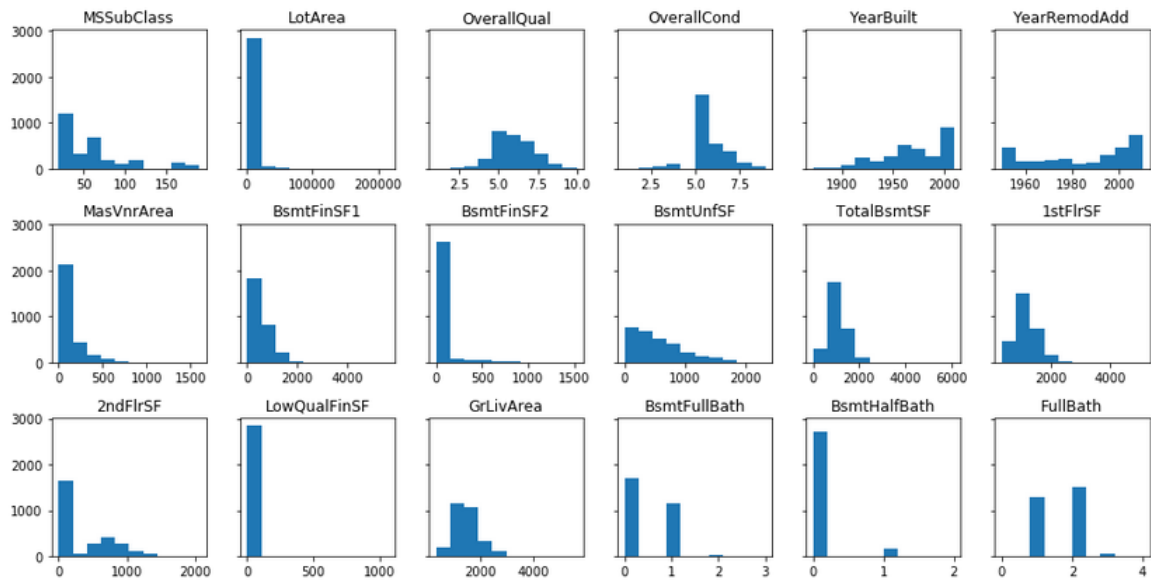 MSSubClass LotArea OverallQual OverallCond YearBuilt YearRemodAdd
3000
2000
1000
0
50 100 150 0 100000 200000 2.5 5.0 7.5 10.0 2.5 5.0 7.5 1900 1950 2000 1960 1980 2000
MasVnrArea BsmtFinSF1 BsmtFinSF2 BsmtUnfSF TotalBsmtSF 1stFlrSF
3000
2000
1000
0
0 500 1000 1500 0 2000 4000 0 500 1000 1500 0 1000 2000 0 2000 4000 6000 2000 4000
2ndFlrSF LowQualFinSF GrLivArea BsmtFullBath BsmtHalfBath FullBath
3000
2000
1000
0
0 1000 2000 0 500 1000 2000 4000 0 1 2 3 0 1 2 0 2 4